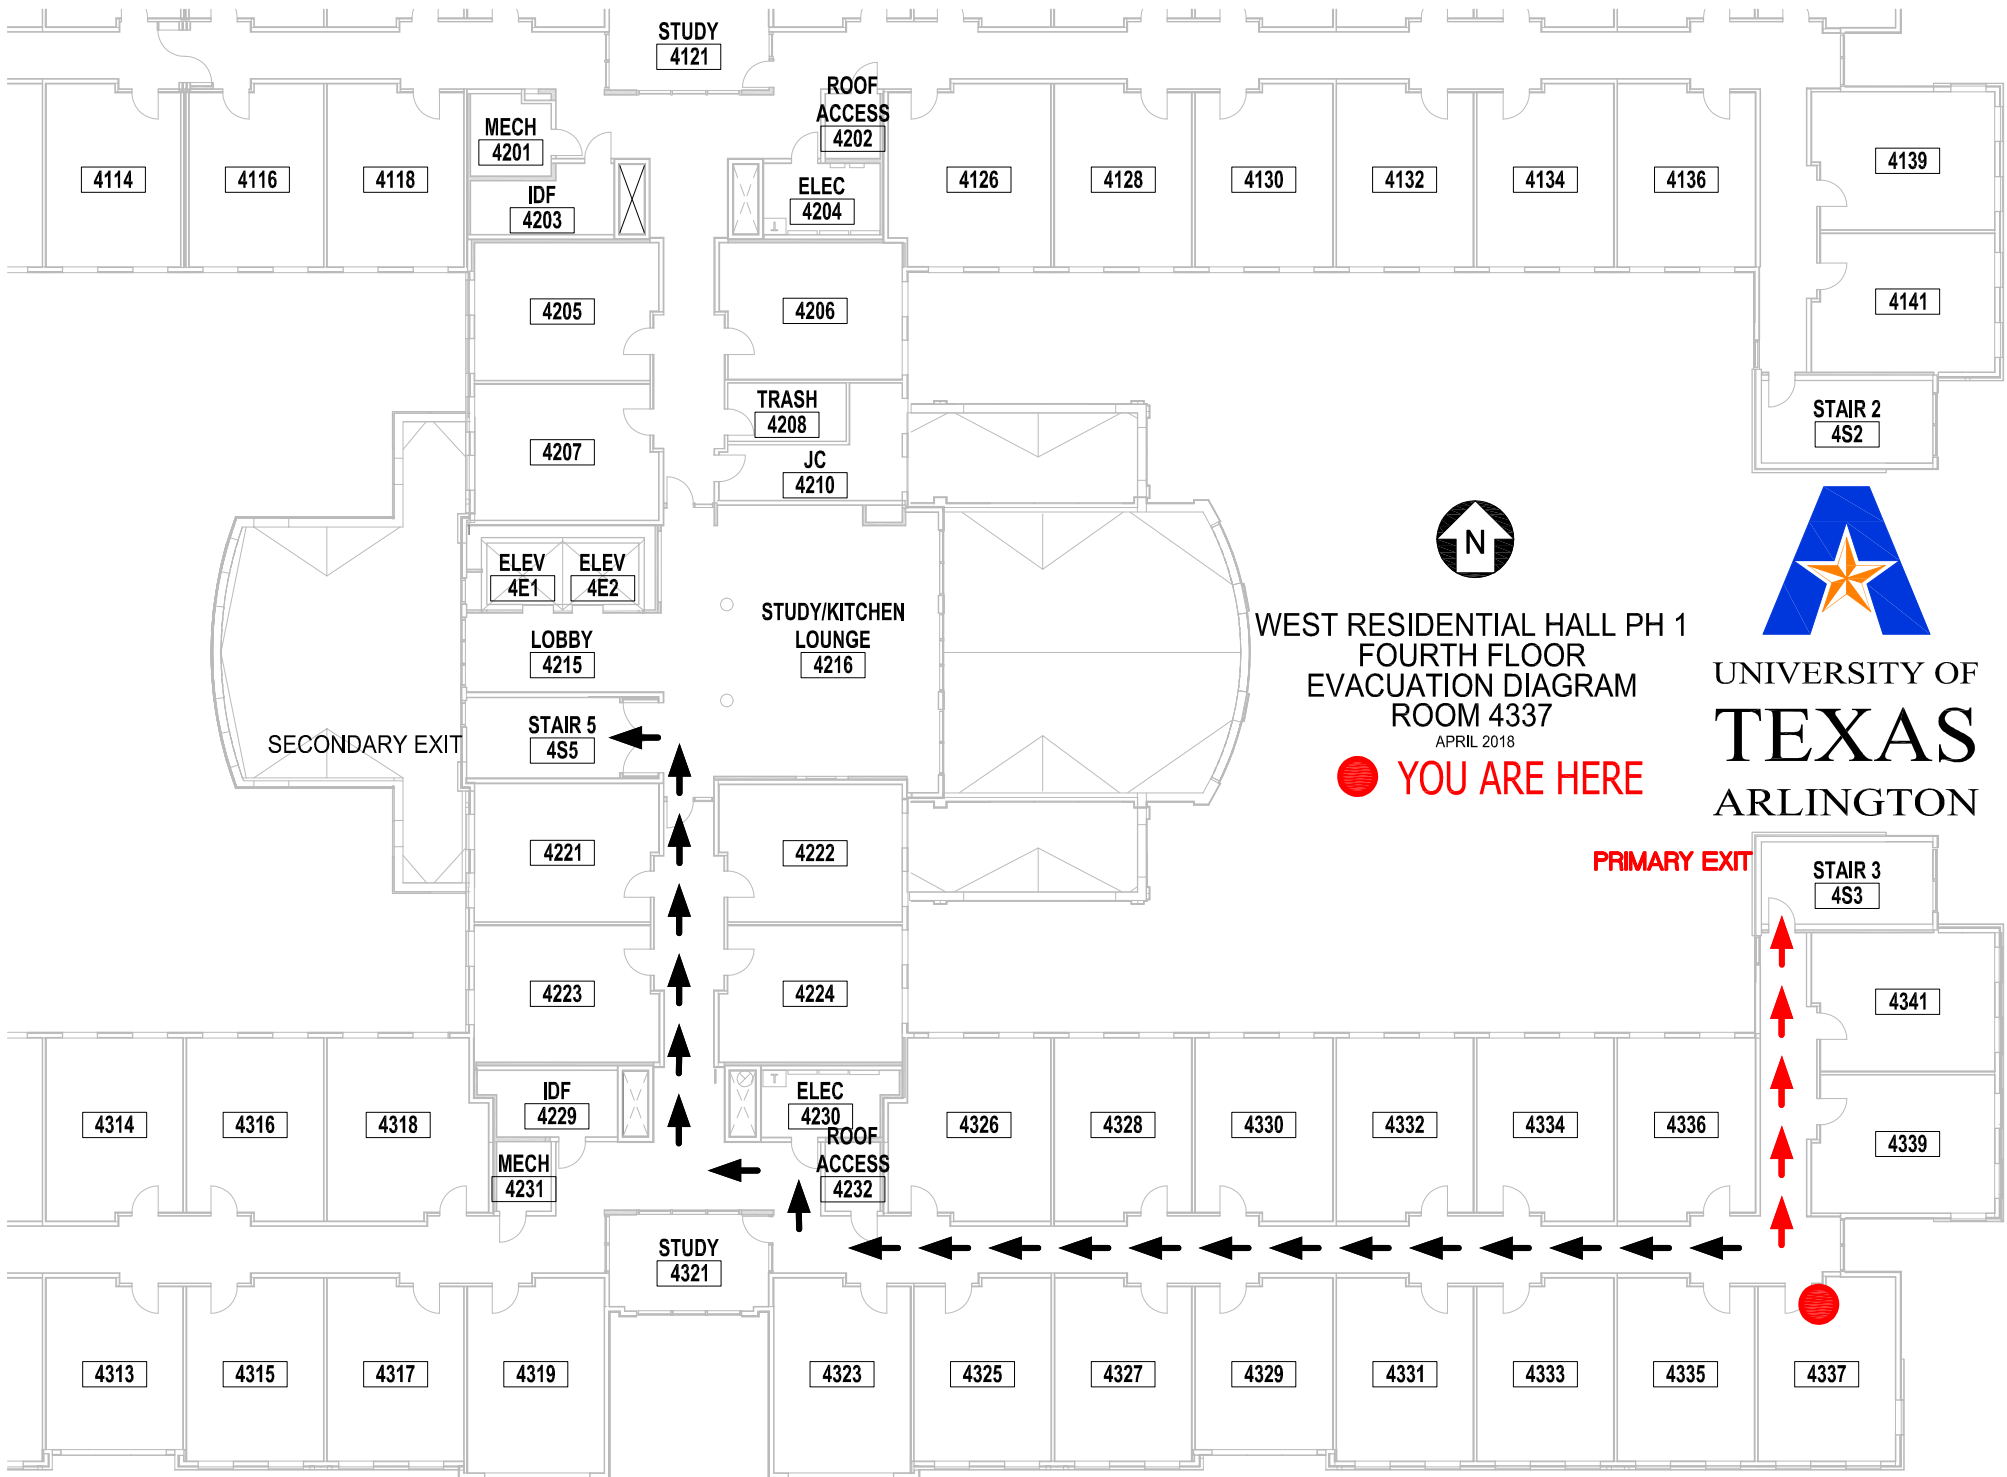 STUDY
4121
ROOF
ACCESS
4202
MECH
4201
4114
4116
4118
IDF
4203
ELEC
4204
4126
4128
4130
4132
4134
4136
4139
4205
4206
4141
TRASH
4208
STAIR 2
4S2
4207
JC
4210
ELEV
4E1
ELEV
4E2
N
STUDY/KITCHEN
LOUNGE
4216
LOBBY
4215
WEST RESIDENTIAL HALL PH 1
FOURTH FLOOR
EVACUATION DIAGRAM
ROOM 4337
APRIL 2018
YOU ARE HERE
UNIVERSITY OF
TEXAS
ARLINGTON
SECONDARY EXIT
STAIR 5
4S5
4221
4222
PRIMARY EXIT
STAIR 3
4S3
4223
4224
4341
IDF
4229
T
ELEC
4230
4314
4316
4318
ROOF
ACCESS
4232
MECH
4231
4326
4328
4330
4332
4334
4336
4339
STUDY
4321
4313
4315
4317
4319
4323
4325
4327
4329
4331
4333
4335
4337